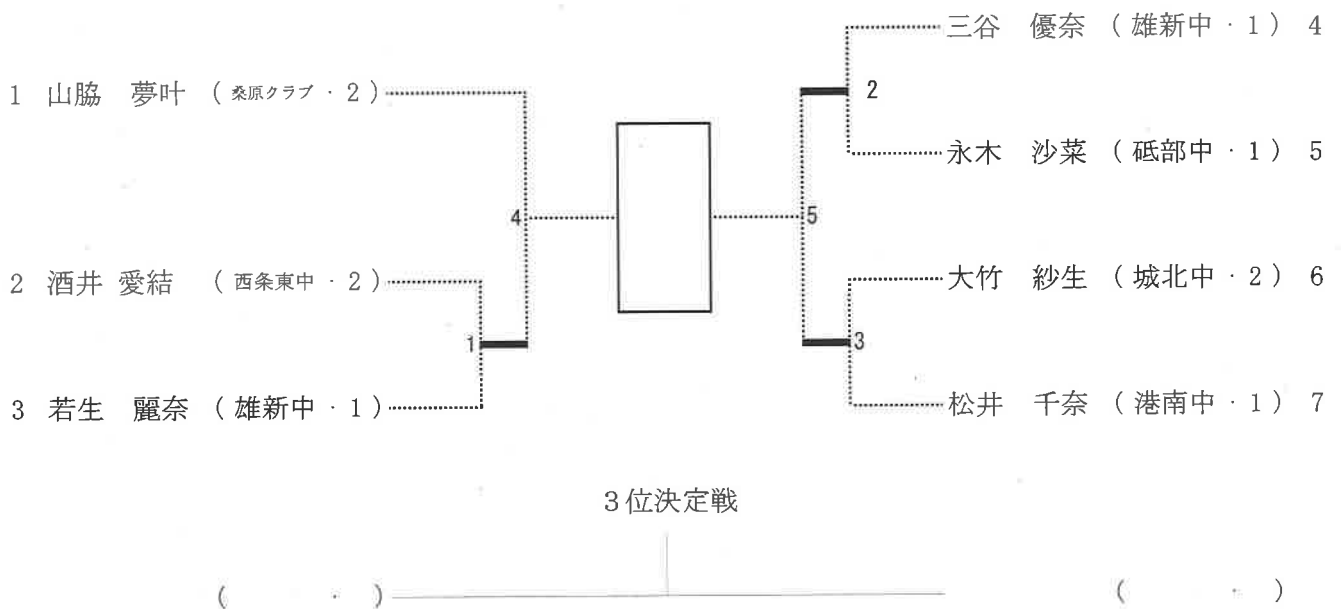 1 山脇 夢叶 ( 桑原クラブ ・ 2 )
2 酒井 愛結 ( 西条東中 ・ 2 )
3 若生 麗奈 ( 雄新中 ・ 1 )
1
4
5
2
3
三谷 優奈 ( 雄新中 ・ 1 ) 4
永木 沙菜 ( 砥部中 ・ 1 ) 5
大竹 紗生 ( 城北中 ・ 2 ) 6
松井 千奈 ( 港南中 ・ 1 ) 7
3位決定戦
( ・ )
( ・ )